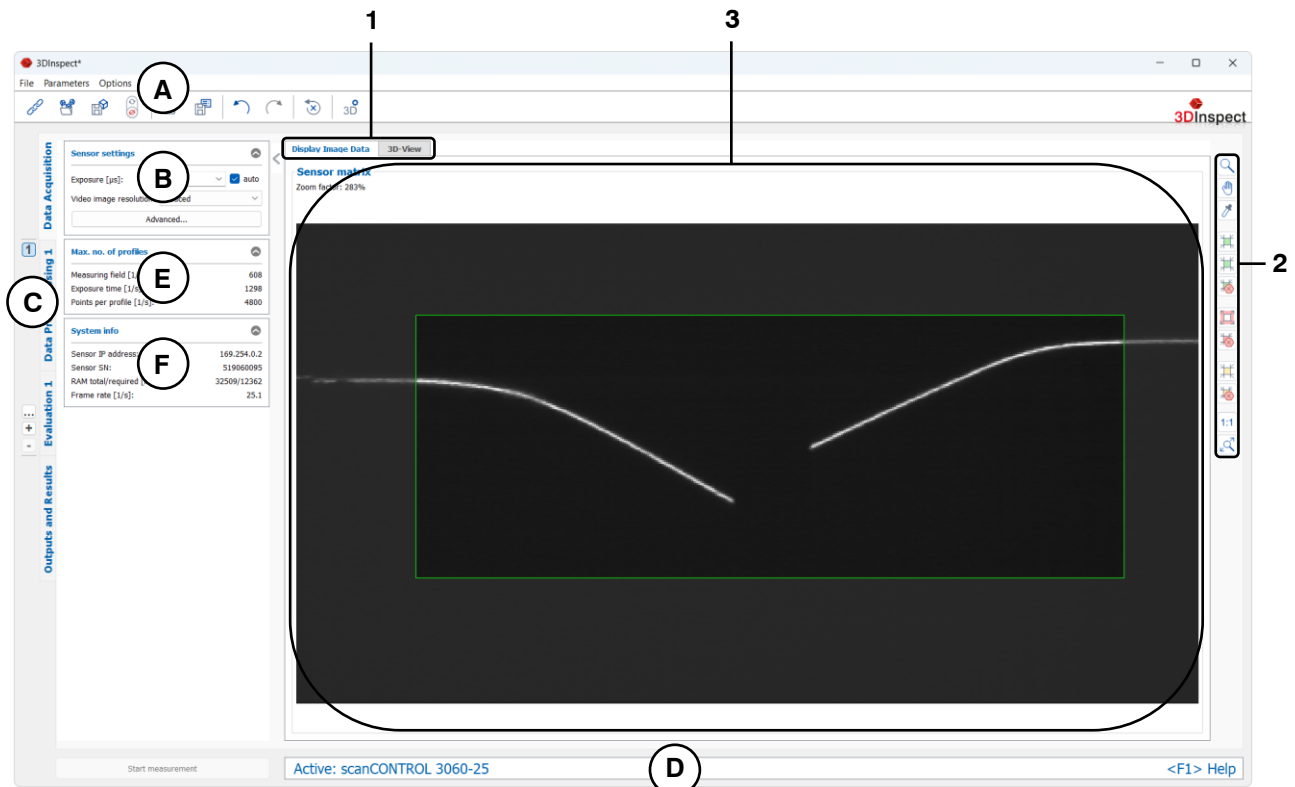 1
3
3DInspect*
File Parameters Options
A
3D
3DInspect
Data Acquisition
Sensor settings
Exposure [µs]:
B
auto
Video image resolution
Advanced...
Display Image Data
3D-View
Sensor matrix
Zoom factor: 283%
2
1
C
Max. no. of profiles
Measuring field 608
E
Exposure time [1/s] 1298
Points per profile [1/s]: 4800
System info
Sensor IP address: 169.254.0.2
F
Sensor SN: 519060095
RAM total/required 32509/12362
Frame rate [1/s]: 25.1
...
+
-
Evaluation 1
Outputs and Results
1:1
Start measurement
Active: scanCONTROL 3060-25
D
<F1> Help